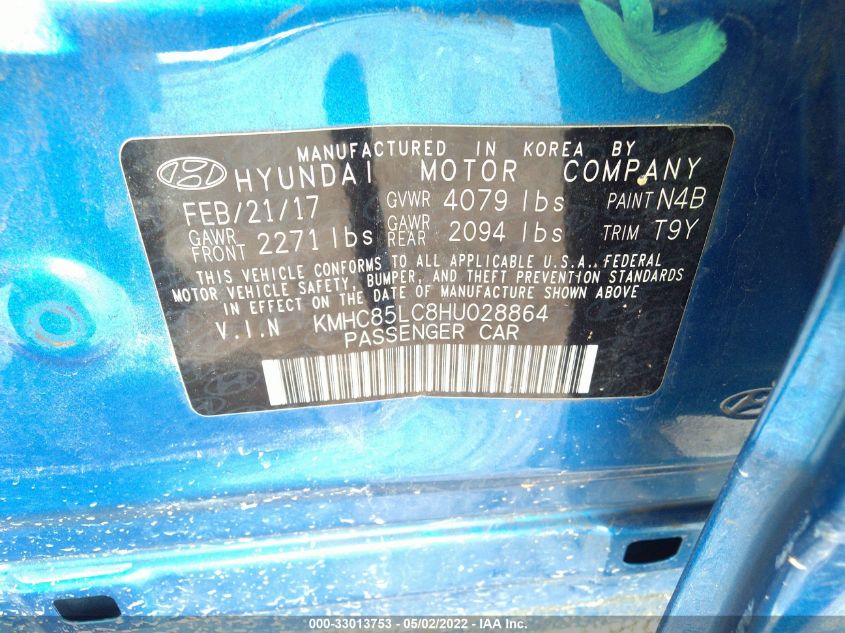 MANUFACTURED IN KOREA BY
HYUNDAI MOTOR COMPANY
FEB/21/17 GVWR 4079 lbs PAINT N4B
GAWR FRONT 2271 lbs GAWR REAR 2094 lbs TRIM T9Y
THIS VEHICLE CONFORMS TO ALL APPLICABLE U.S.A. FEDERAL
MOTOR VEHICLE SAFETY, BUMPER, AND THEFT PREVENTION STANDARDS
IN EFFECT ON THE DATE OF MANUFACTURE SHOWN ABOVE
V.I.N KMHC85LC8HU028864
PASSENGER CAR
000-33013753 - 05/02/2022 - IAA Inc.